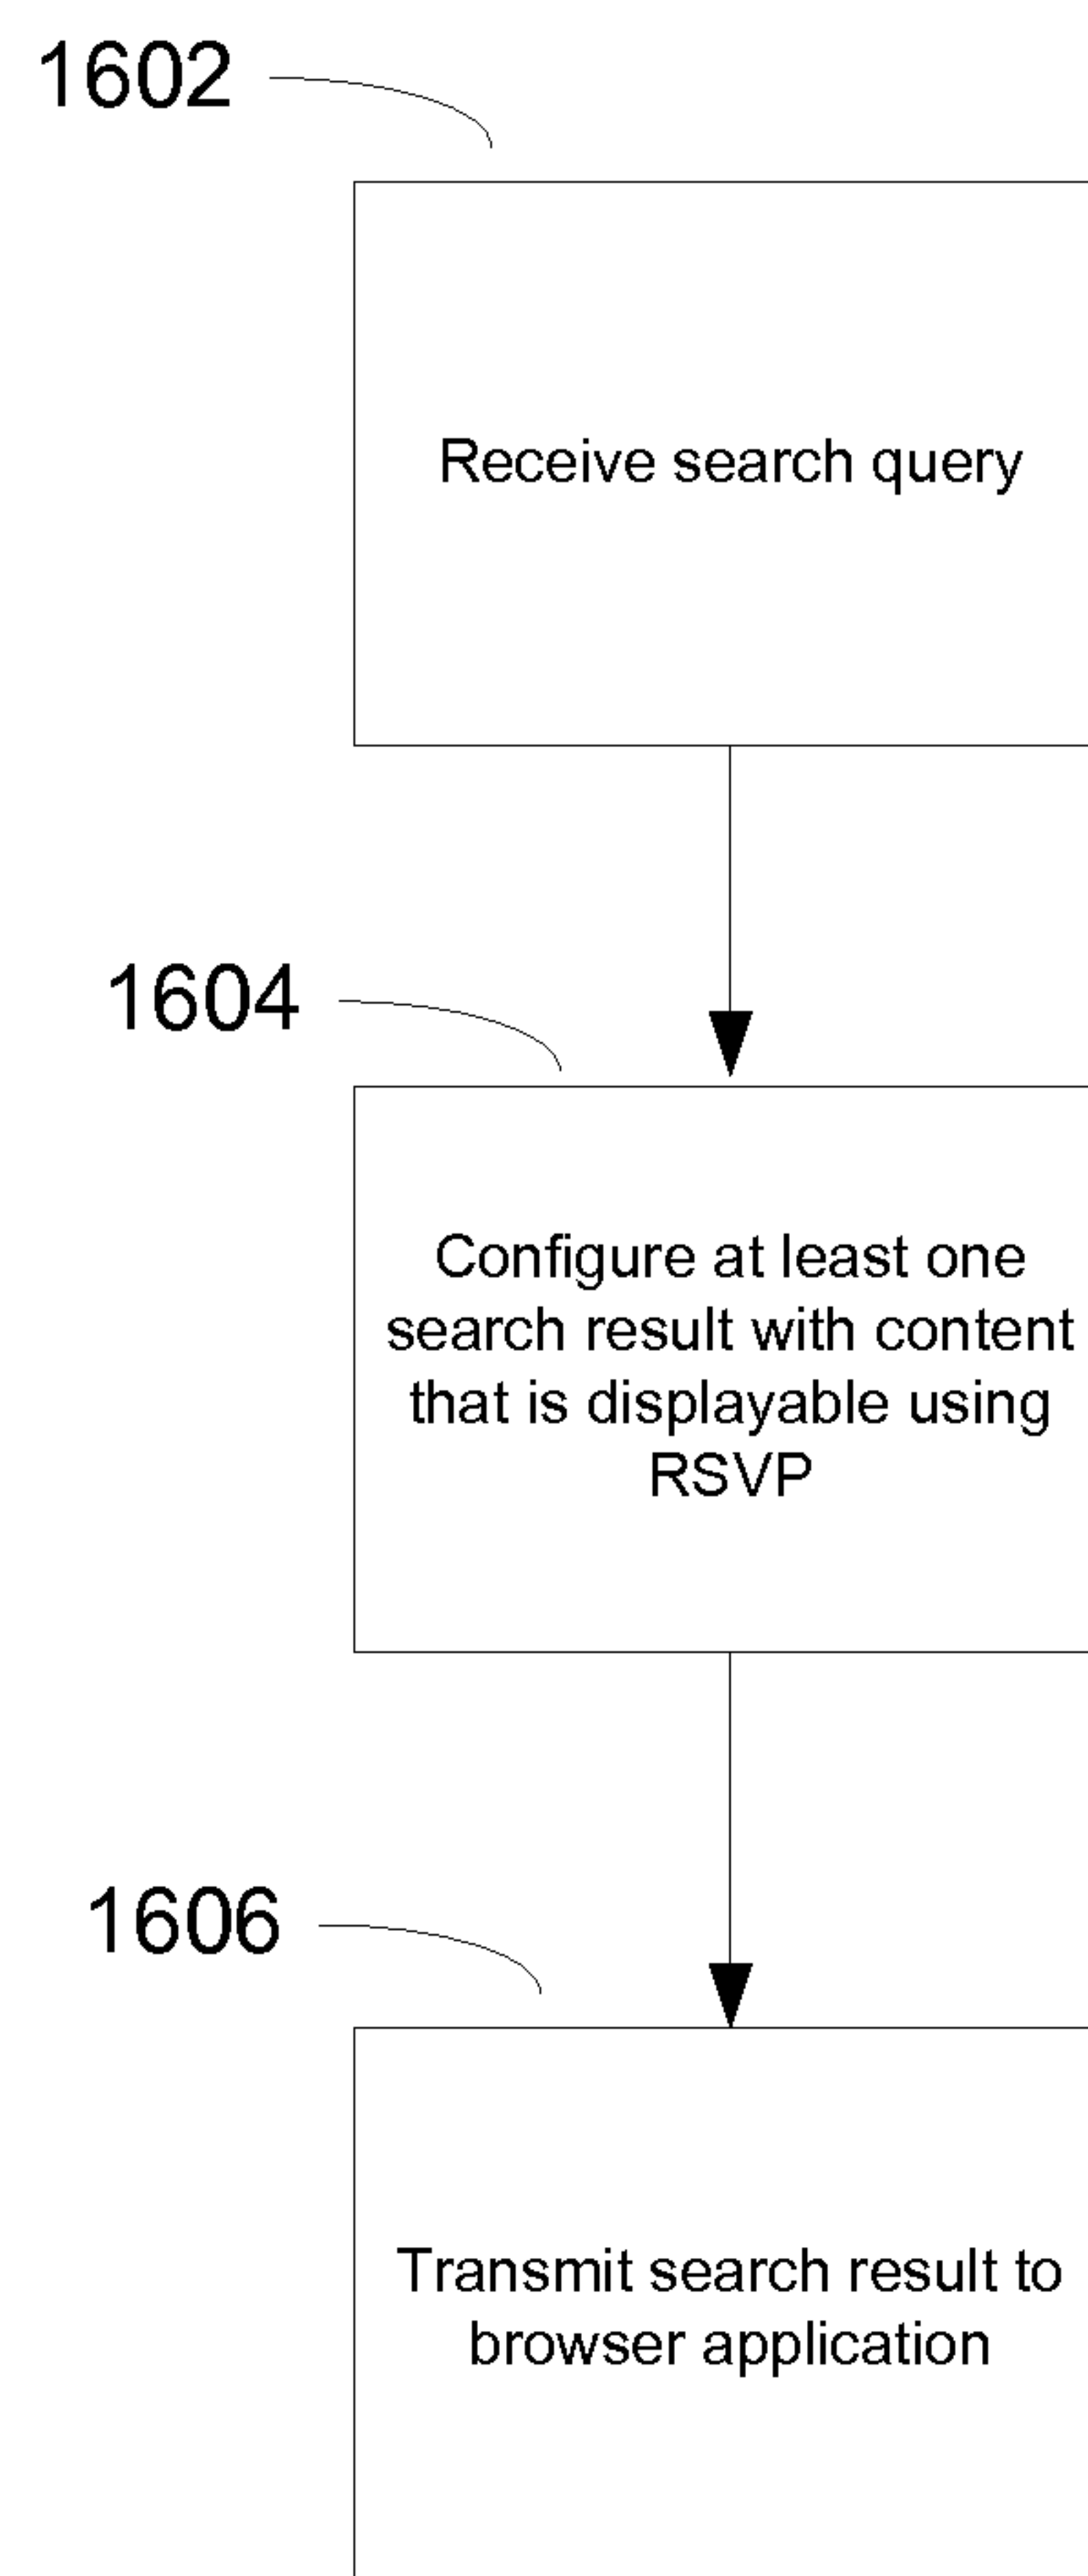 1602
Receive search query
1604
Configure at least one
search result with content
that is displayable using
RSVP
1606
Transmit search result to
browser application